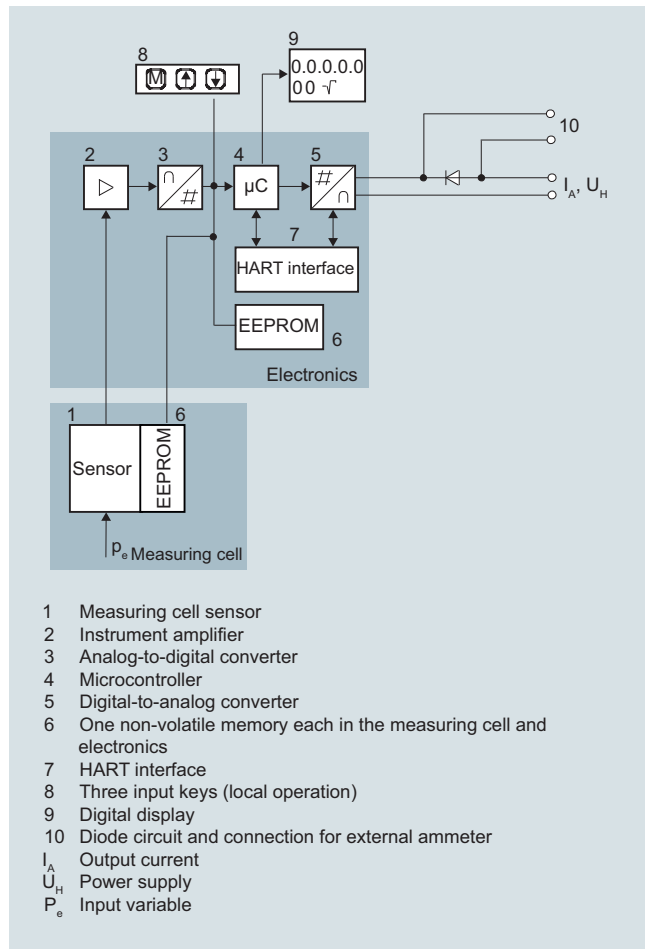 8
M
9
0.0.0.0.0
00 √
10
2
3
∩
#
4
µC
5
#
∩
I_A, U_H
7
HART interface
EEPROM
6
Electronics
1
6
Sensor
EEPROM
p_e Measuring cell
1 Measuring cell sensor
2 Instrument amplifier
3 Analog-to-digital converter
4 Microcontroller
5 Digital-to-analog converter
6 One non-volatile memory each in the measuring cell and
electronics
7 HART interface
8 Three input keys (local operation)
9 Digital display
10 Diode circuit and connection for external ammeter
I_A Output current
U_H Power supply
P_e Input variable